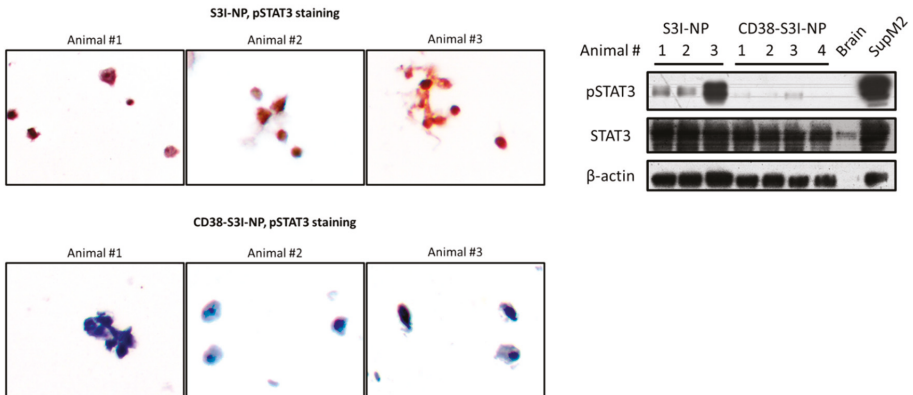 S3I-NP, pSTAT3 staining
Animal #1 Animal #2 Animal #3
CD38-S3I-NP, pSTAT3 staining
Animal #1 Animal #2 Animal #3
S3I-NP CD38-S3I-NP Brain SupM2
Animal # 1 2 3 1 2 3 4
pSTAT3
STAT3
β-actin